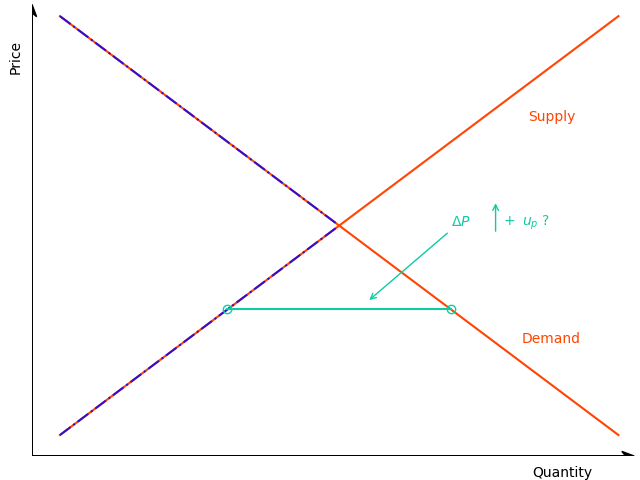 Price
Supply
ΔP + u_p ?
Demand
Quantity